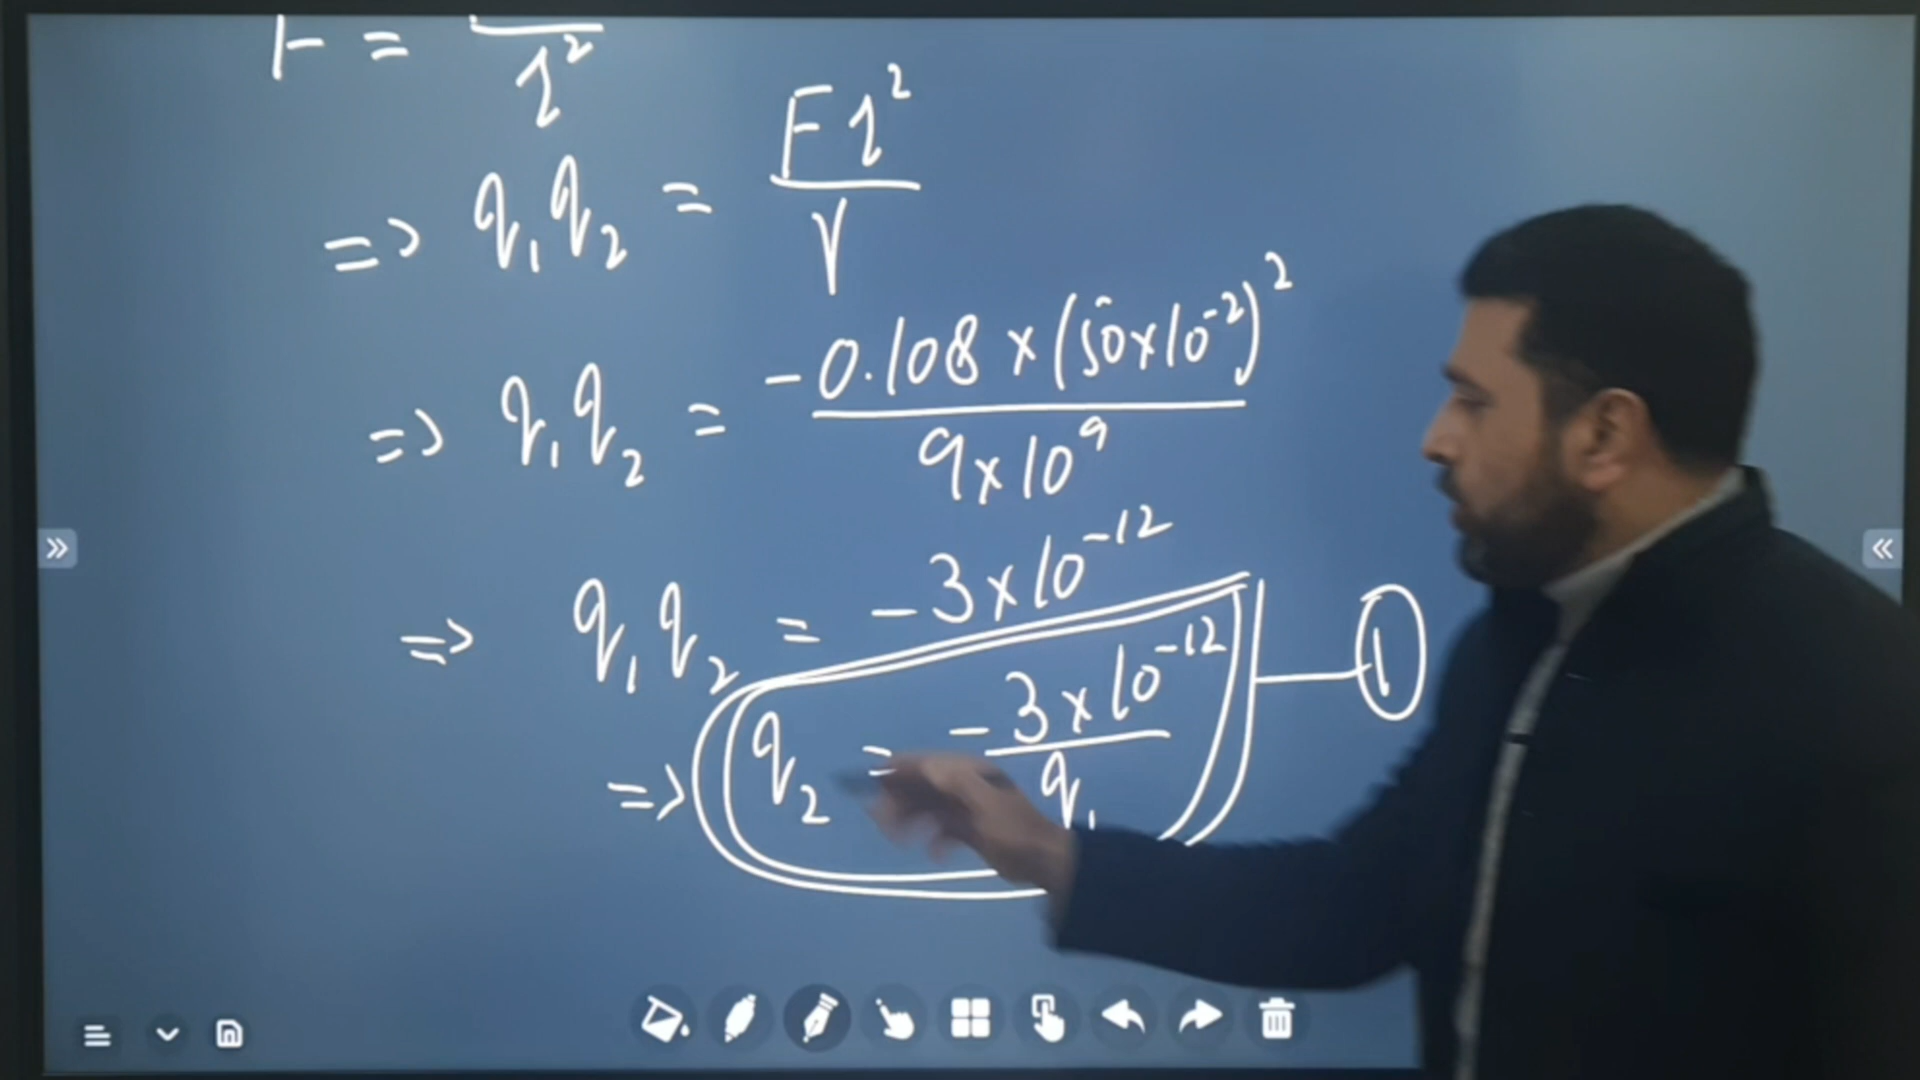 F = ― / r²
=> q₁q₂ = Fr² / k
=> q₁q₂ = -0.108 × (50×10⁻²)² / 9×10⁹
=> q₁q₂ = -3×10⁻¹²
=> q₂ = -3×10⁻¹² / q₁ — ①